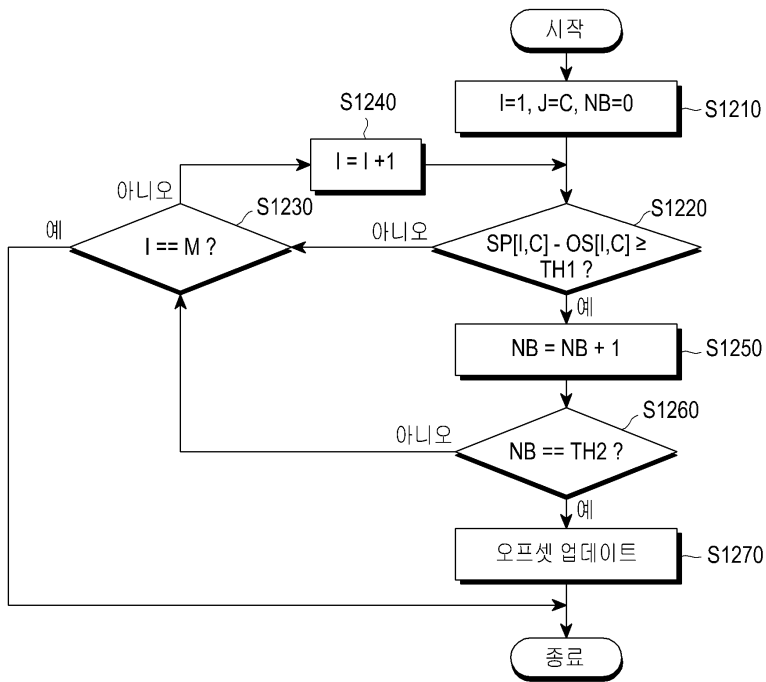 시작
I=1, J=C, NB=0
S1210
S1240
I = I +1
아니오
S1230
예
I == M ?
아니오
S1220
SP[I,C] - OS[I,C] ≥
TH1 ?
예
NB = NB + 1
S1250
S1260
아니오
NB == TH2 ?
예
오프셋 업데이트
S1270
종료